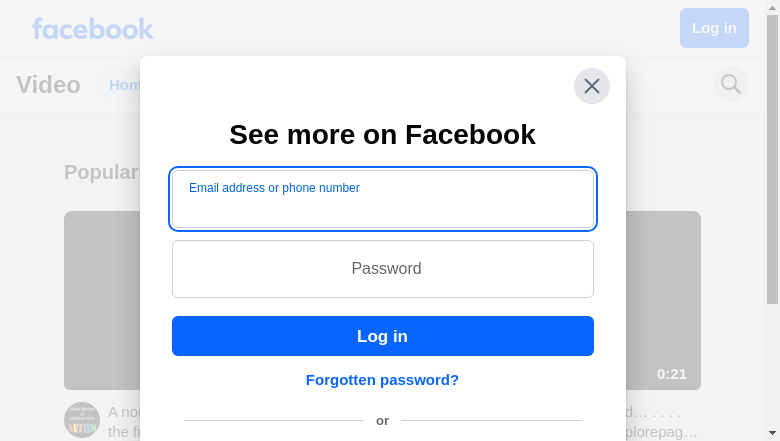 facebook
Log in
Video
Hom
See more on Facebook
Popular
Email address or phone number
Password
Log in
0:21
Forgotten password?
A no
d... . . . .
the fi
plorepag...
or
AUTISM